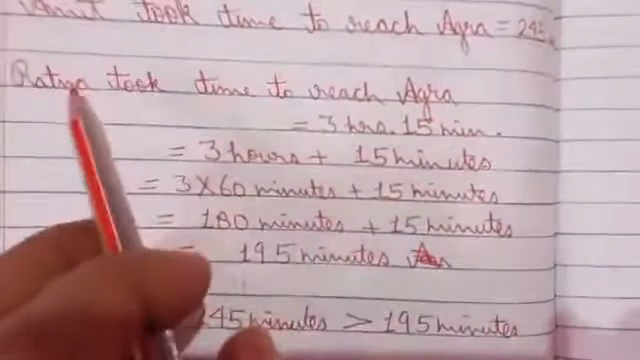 took time to reach Agra = 245
Ratna took time to reach Agra
= 3 hrs. 15 min.
= 3 hours + 15 minutes
= 3 X 60 minutes + 15 minutes
= 180 minutes + 15 minutes
= 195 minutes
245 minutes > 195 minutes